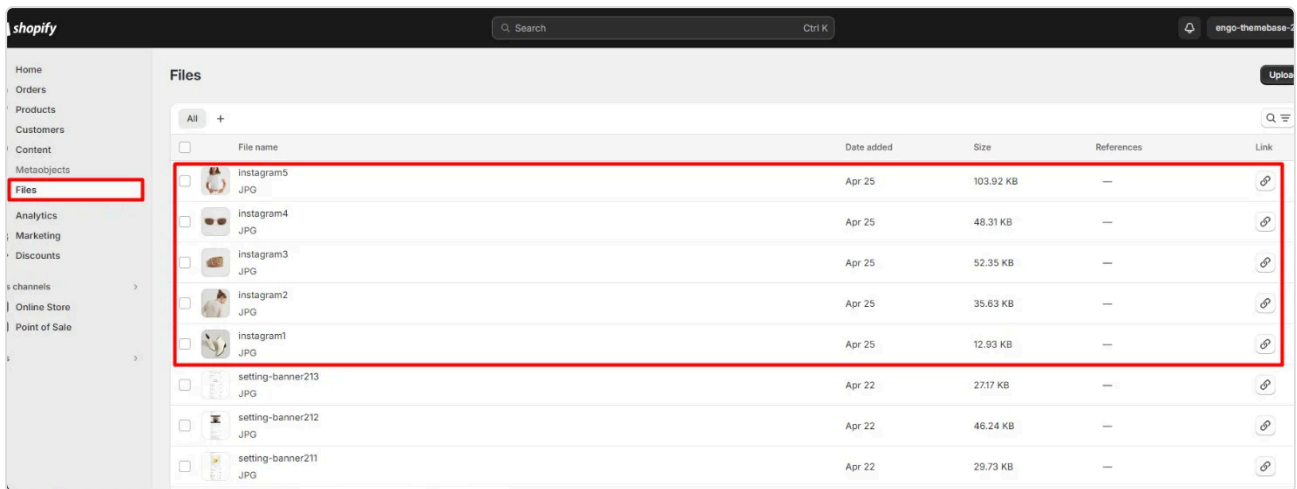 shopify
Search
Ctrl K
engo-themebase-2
Home
Orders
Products
Customers
Content
Metaobjects
Files
Analytics
Marketing
Discounts
s channels
Online Store
Point of Sale
s
Files
Uploa
All +
File name Date added Size References Link
instagram5
JPG
Apr 25 103.92 KB —
instagram4
JPG
Apr 25 48.31 KB —
instagram3
JPG
Apr 25 52.35 KB —
instagram2
JPG
Apr 25 35.63 KB —
instagram1
JPG
Apr 25 12.93 KB —
setting-banner213
JPG
Apr 22 27.17 KB —
setting-banner212
JPG
Apr 22 46.24 KB —
setting-banner211
JPG
Apr 22 29.73 KB —